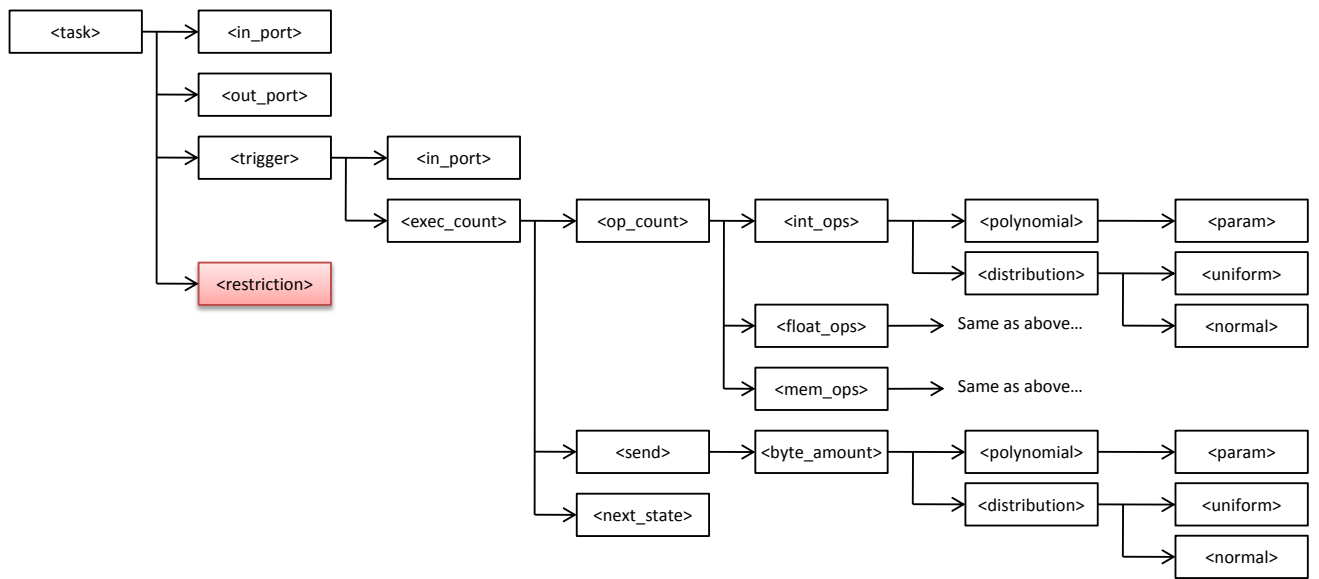 <task>
<in_port>
<out_port>
<trigger>
<in_port>
<exec_count>
<op_count>
<int_ops>
<polynomial>
<param>
<restriction>
<distribution>
<uniform>
<normal>
<float_ops>
Same as above...
<mem_ops>
Same as above...
<send>
<byte_amount>
<polynomial>
<param>
<next_state>
<distribution>
<uniform>
<normal>